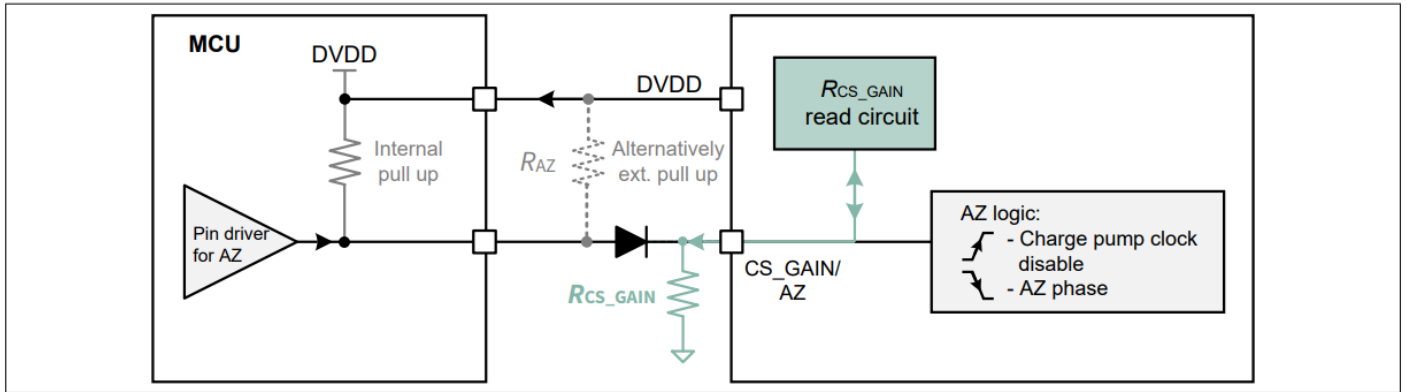 MCU
DVDD
DVDD
RCS_GAIN
read circuit
Internal
pull up
RAZ
Alternatively
ext. pull up
Pin driver
for AZ
AZ logic:
- Charge pump clock
disable
- AZ phase
CS_GAIN/
AZ
RCS_GAIN